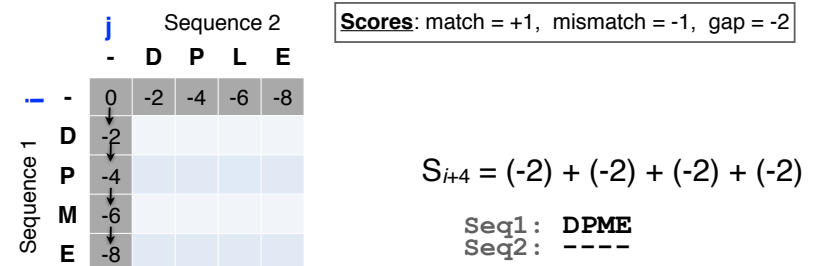 j Sequence 2
Scores: match = +1, mismatch = -1, gap = -2
- D P L E
i - 0 -2 -4 -6 -8
Sequence 1
D -2
P -4
M -6
E -8
Si+4 = (-2) + (-2) + (-2) + (-2)
Seq1: DPME
Seq2: ----